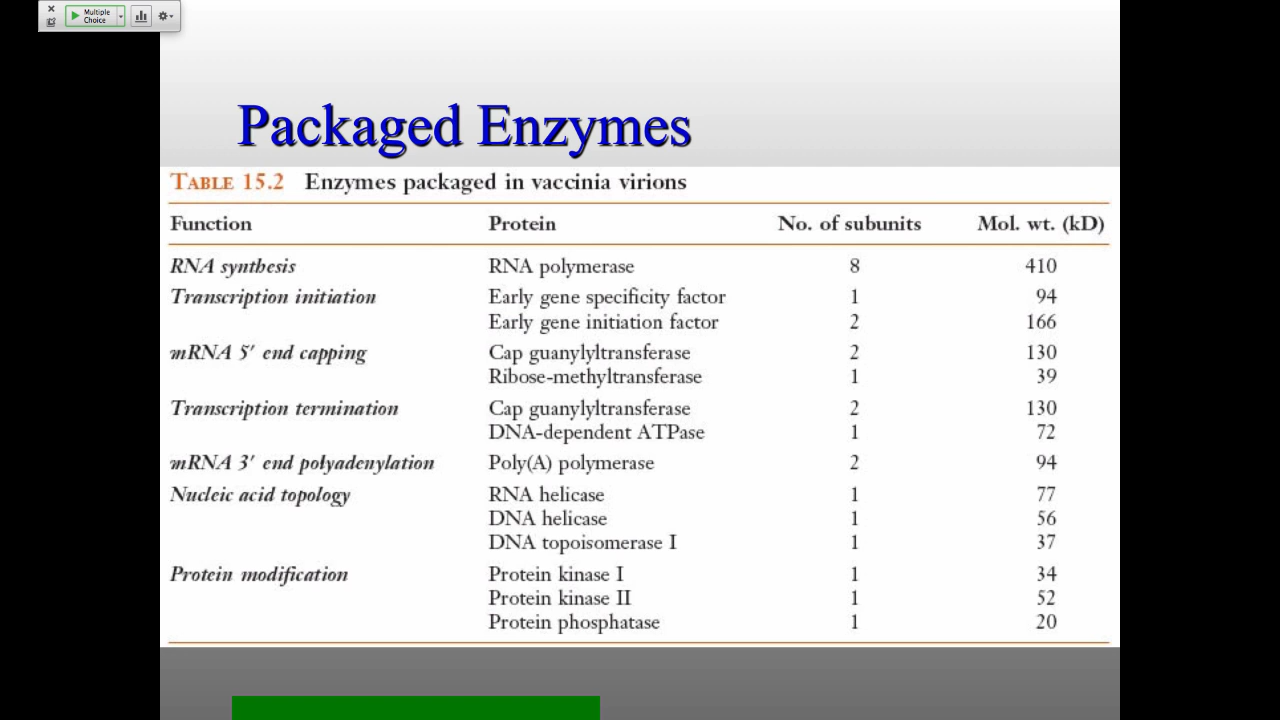 Multiple
Choice
Packaged Enzymes
TABLE 15.2 Enzymes packaged in vaccinia virions
Function Protein No. of subunits Mol. wt. (kD)
RNA synthesis RNA polymerase 8 410
Transcription initiation Early gene specificity factor 1 94
Early gene initiation factor 2 166
mRNA 5′ end capping Cap guanylyltransferase 2 130
Ribose-methyltransferase 1 39
Transcription termination Cap guanylyltransferase 2 130
DNA-dependent ATPase 1 72
mRNA 3′ end polyadenylation Poly(A) polymerase 2 94
Nucleic acid topology RNA helicase 1 77
DNA helicase 1 56
DNA topoisomerase I 1 37
Protein modification Protein kinase I 1 34
Protein kinase II 1 52
Protein phosphatase 1 20